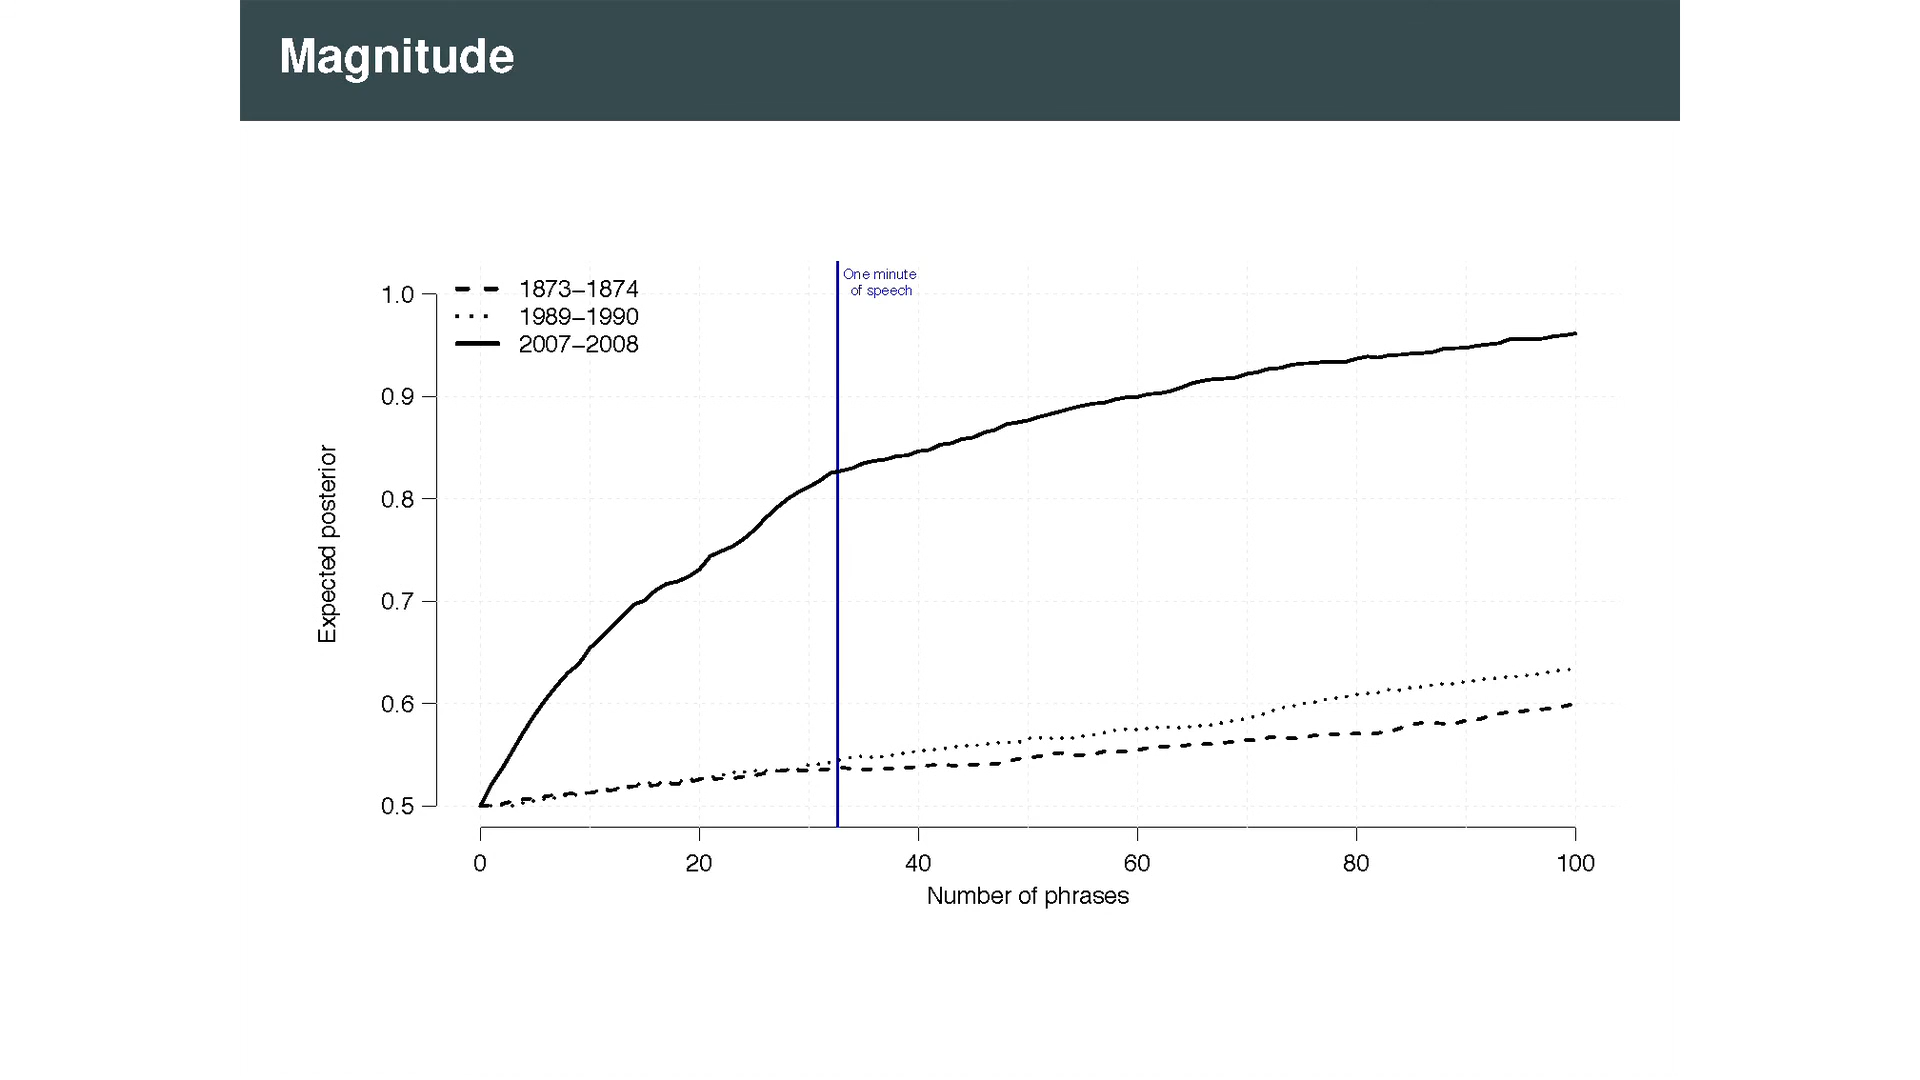 Magnitude
One minute
of speech
1873–1874
1989–1990
2007–2008
1.0
0.9
0.8
0.7
0.6
0.5
Expected posterior
0 20 40 60 80 100
Number of phrases